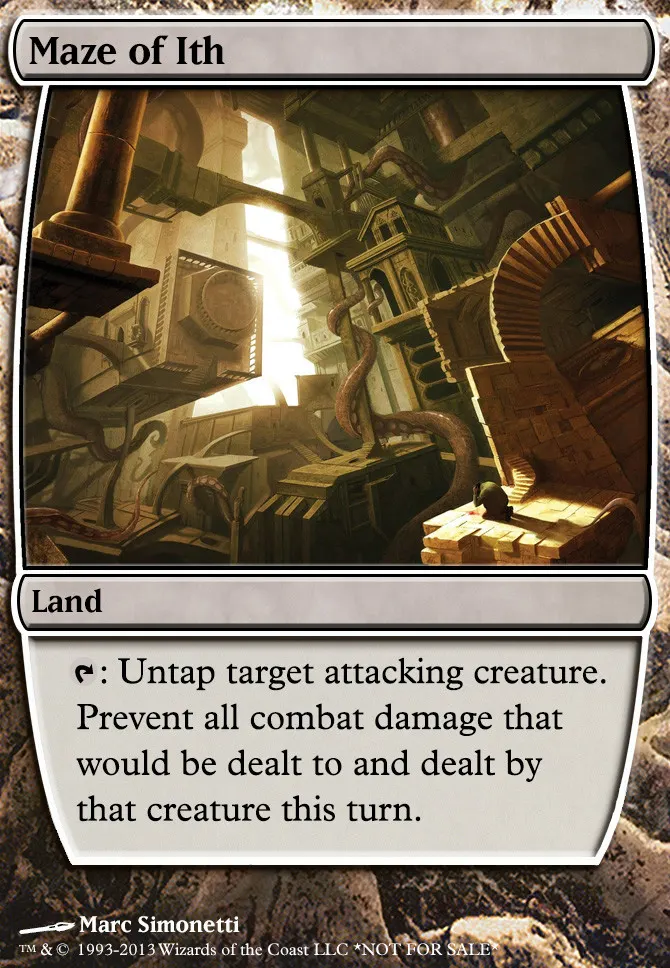 Maze of Ith
Land
: Untap target attacking creature.
Prevent all combat damage that
would be dealt to and dealt by
that creature this turn.
Marc Simonetti
™ & © 1993-2013 Wizards of the Coast LLC *NOT FOR SALE*